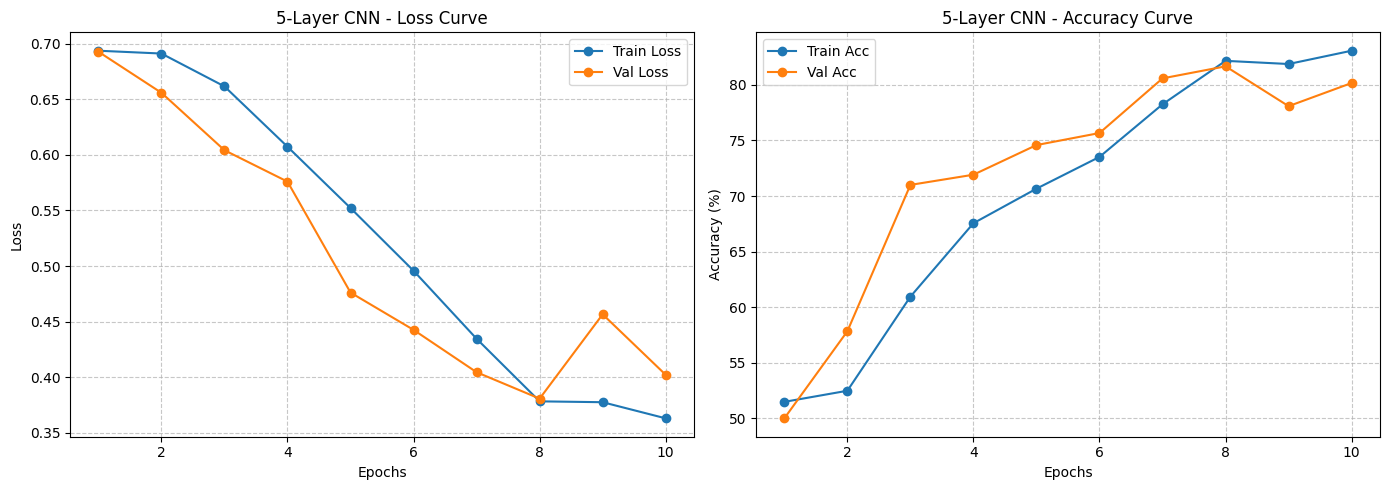 5-Layer CNN - Loss Curve
Train Loss
Val Loss
Loss
0.70
0.65
0.60
0.55
0.50
0.45
0.40
0.35
2 4 6 8 10
Epochs
5-Layer CNN - Accuracy Curve
Train Acc
Val Acc
Accuracy (%)
80
75
70
65
60
55
50
2 4 6 8 10
Epochs